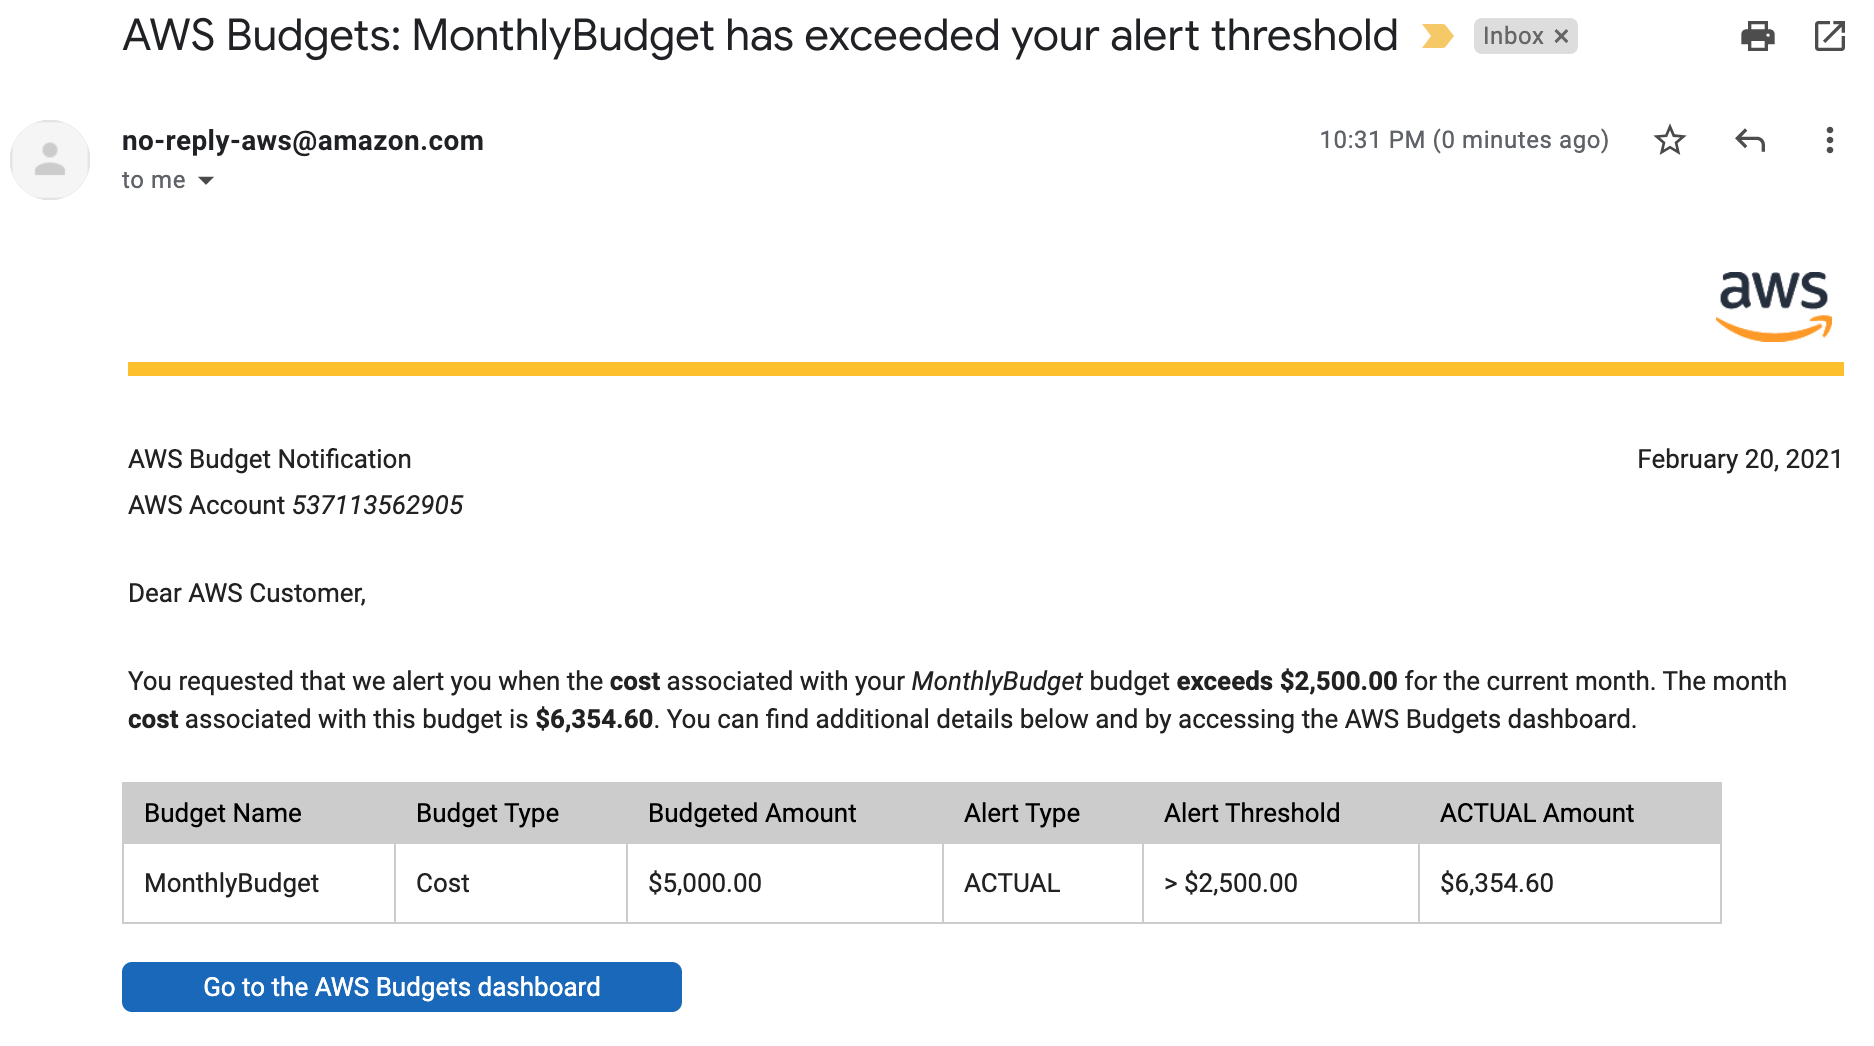 AWS Budgets: MonthlyBudget has exceeded your alert threshold Inbox ×
no-reply-aws@amazon.com 10:31 PM (0 minutes ago)
to me
aws
AWS Budget Notification February 20, 2021
AWS Account 537113562905
Dear AWS Customer,
You requested that we alert you when the cost associated with your MonthlyBudget budget exceeds $2,500.00 for the current month. The month
cost associated with this budget is $6,354.60. You can find additional details below and by accessing the AWS Budgets dashboard.
Budget Name Budget Type Budgeted Amount Alert Type Alert Threshold ACTUAL Amount
MonthlyBudget Cost $5,000.00 ACTUAL > $2,500.00 $6,354.60
Go to the AWS Budgets dashboard